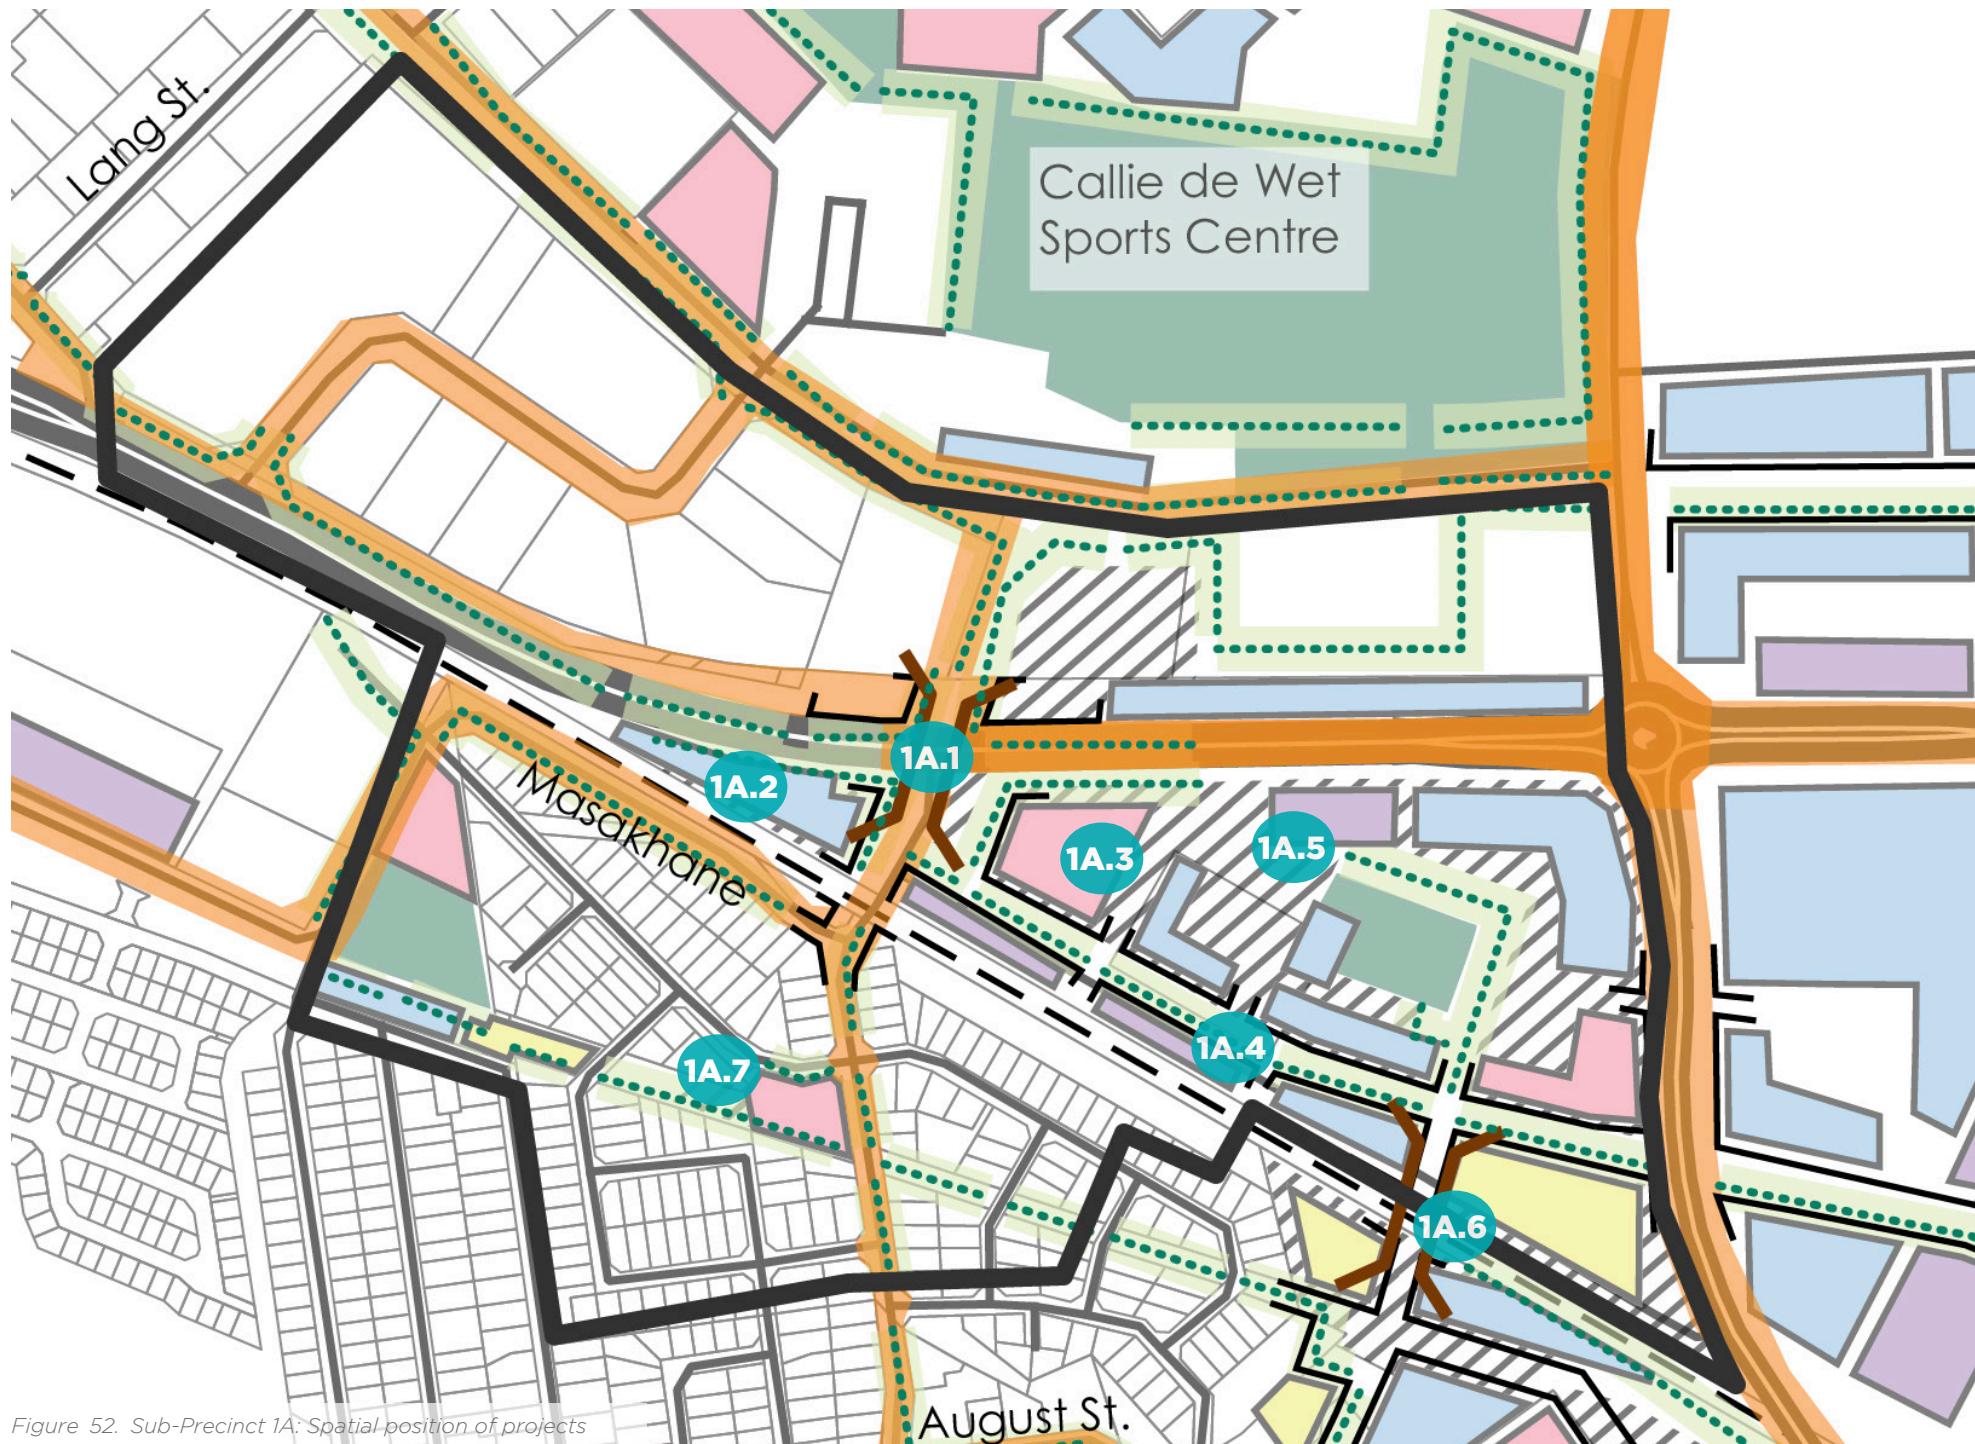 Lang St.
Callie de Wet
Sports Centre
1A.1
1A.2
Masakhane
1A.3
1A.5
1A.4
1A.7
1A.6
August St.
Figure 52. Sub-Precinct 1A: Spatial position of projects